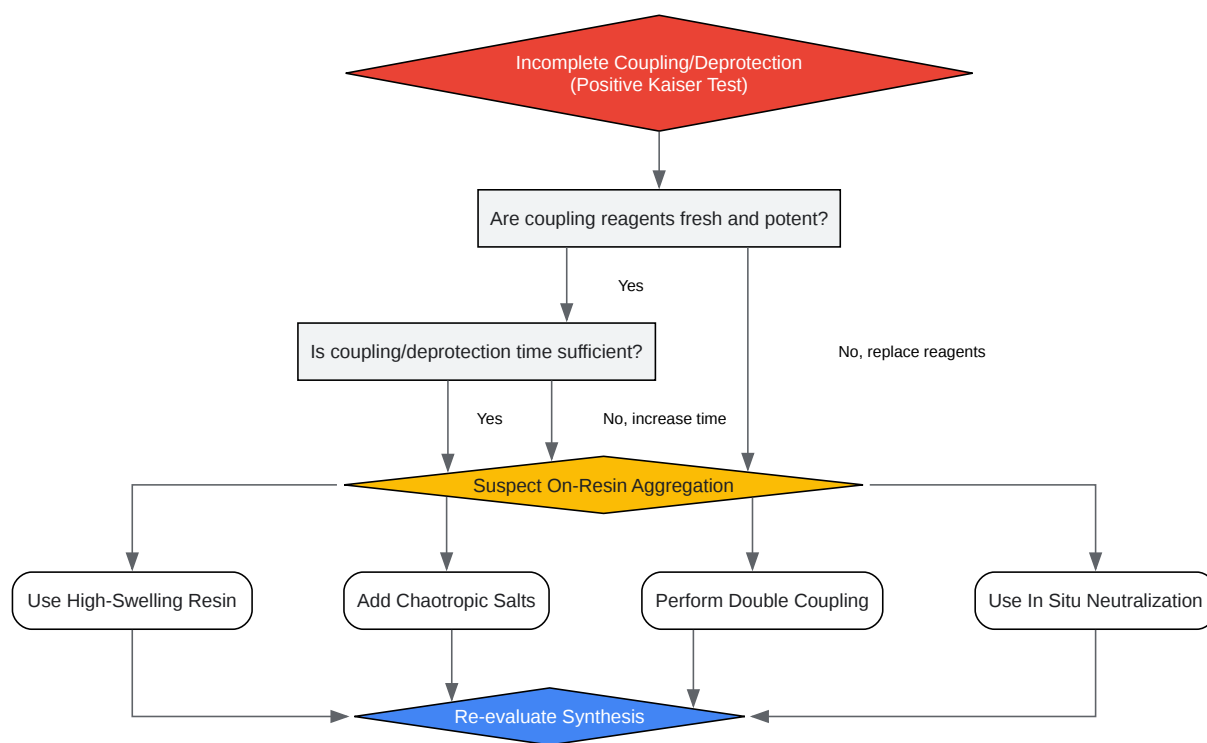 Incomplete Coupling/Deprotection
(Positive Kaiser Test)
Are coupling reagents fresh and potent?
Yes
Is coupling/deprotection time sufficient?
No, replace reagents
Yes
No, increase time
Suspect On-Resin Aggregation
Use High-Swelling Resin
Add Chaotropic Salts
Perform Double Coupling
Use In Situ Neutralization
Re-evaluate Synthesis